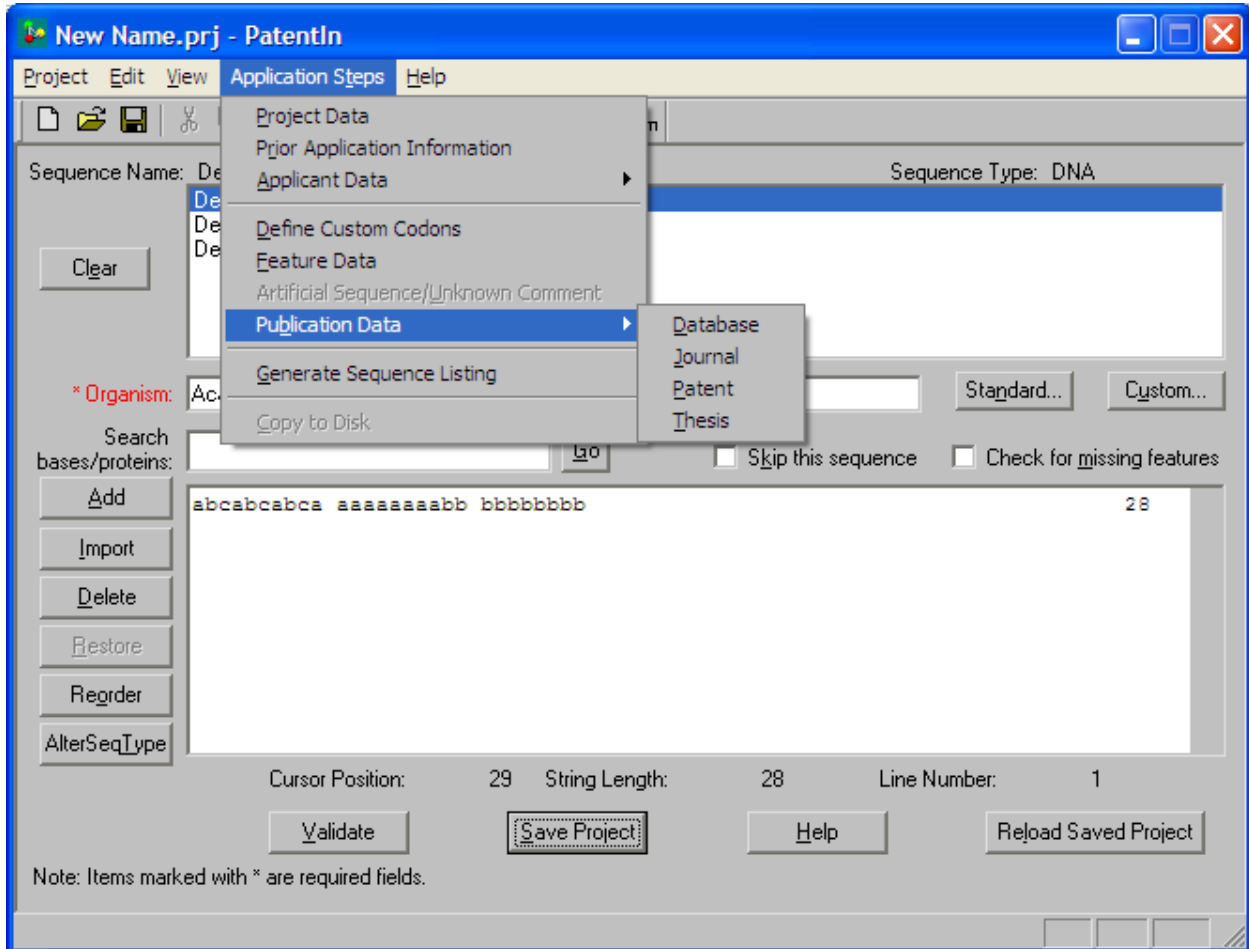 New Name.prj - PatentIn
Project Edit View Application Steps Help
Project Data
Prior Application Information
Applicant Data
Define Custom Codons
Feature Data
Artificial Sequence/Unknown Comment
Publication Data
Generate Sequence Listing
Copy to Disk
Database
Journal
Patent
Thesis
Sequence Name: De
Sequence Type: DNA
De
De
De
Clear
* Organism:
Standard...
Custom...
Search
bases/proteins:
Go
Skip this sequence
Check for missing features
Add
abcabcabca aaaaaaaabb bbbbbbbb 28
Import
Delete
Restore
Reorder
AlterSeqType
Cursor Position: 29 String Length: 28 Line Number: 1
Validate
Save Project
Help
Reload Saved Project
Note: Items marked with * are required fields.